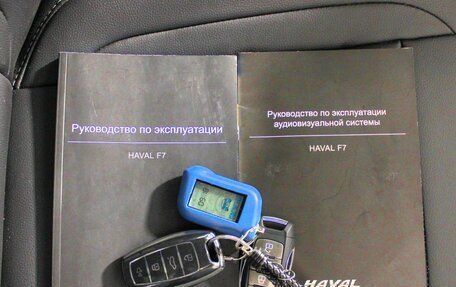 Руководство по эксплуатации
HAVAL F7
Руководство по эксплуатации
аудиовизуальной системы
HAVAL F7
HAVAL